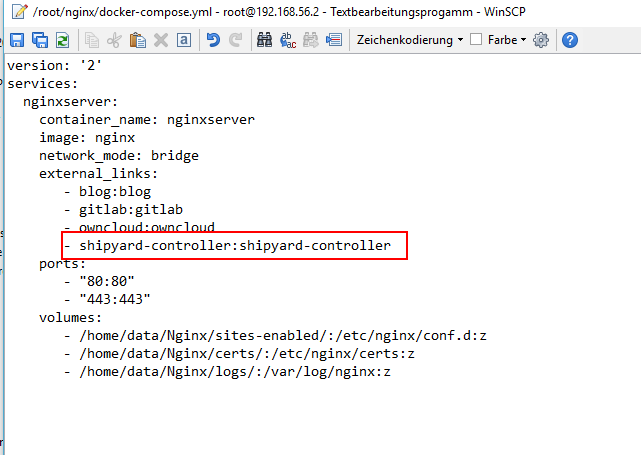 /root/nginx/docker-compose.yml - root@192.168.56.2 - Textbearbeitungsprogamm - WinSCP
Zeichenkodierung Farbe
version: '2'
services:
  nginxserver:
    container_name: nginxserver
    image: nginx
    network_mode: bridge
    external_links:
       - blog:blog
       - gitlab:gitlab
       - owncloud:owncloud
       - shipyard-controller:shipyard-controller
    ports:
       - "80:80"
       - "443:443"
    volumes:
       - /home/data/Nginx/sites-enabled/:/etc/nginx/conf.d:z
       - /home/data/Nginx/certs/:/etc/nginx/certs:z
       - /home/data/Nginx/logs/:/var/log/nginx:z